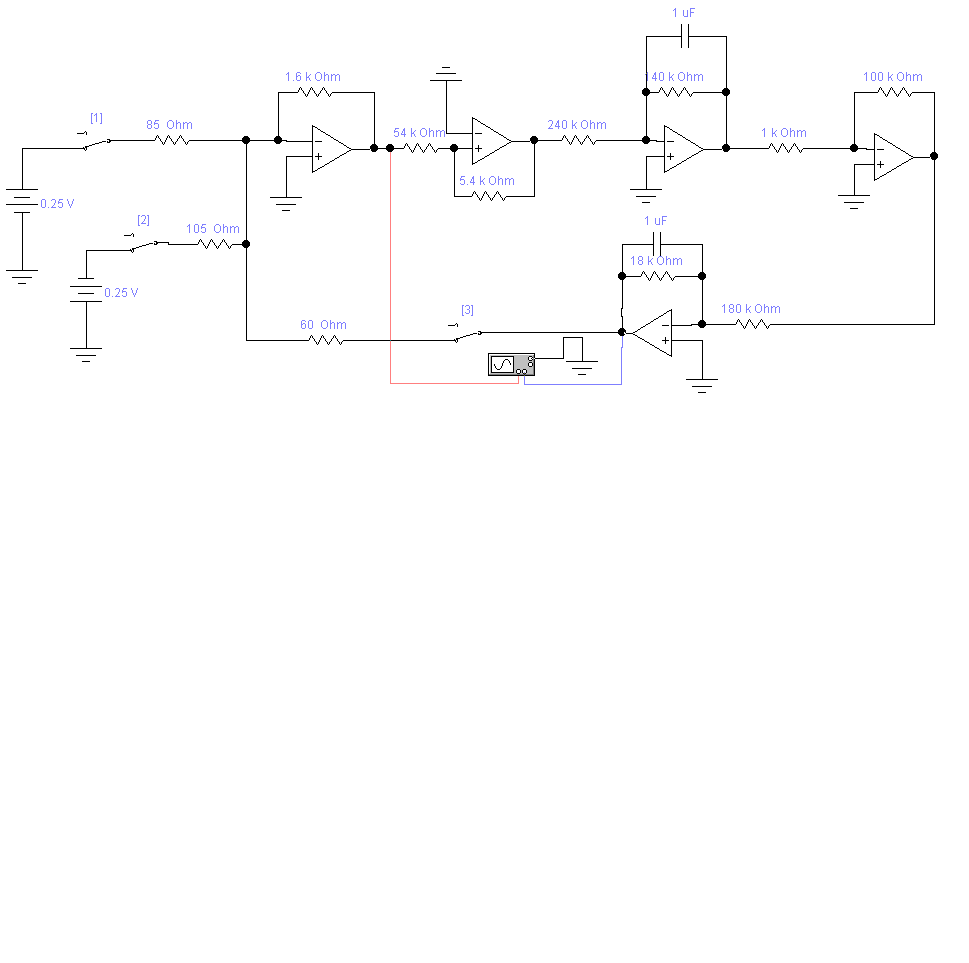 1 uF
1.6 k Ohm
140 k Ohm
100 k Ohm
[1]
85 Ohm
54 k Ohm
240 k Ohm
1 k Ohm
5.4 k Ohm
0.25 V
[2]
105 Ohm
1 uF
18 k Ohm
0.25 V
[3]
60 Ohm
180 k Ohm